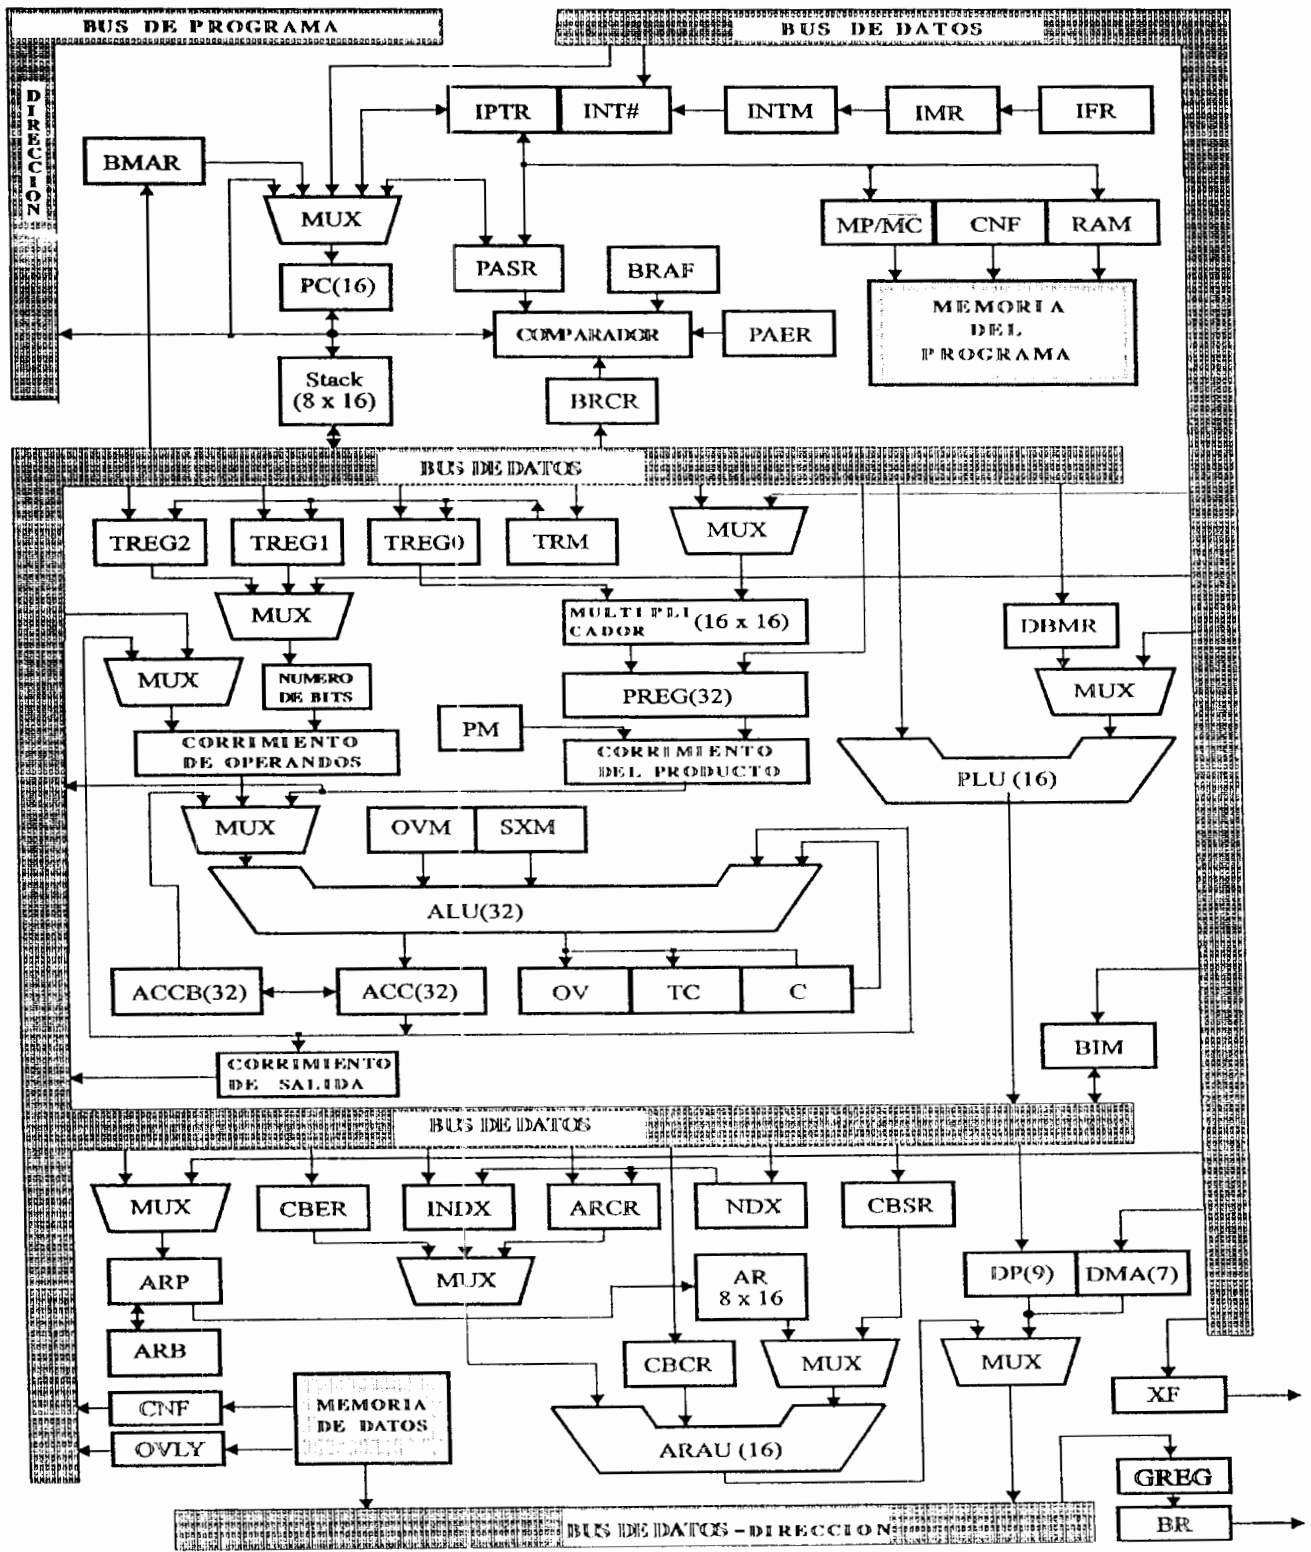 BUS DE PROGRAMA
BUS DE DATOS
DIRECCION
IPTR
INT#
INTM
IMR
IFR
BMAR
MUX
MP/M̅C̅
CNF
RAM
PC(16)
PASR
BRAF
MEMORIA
DEL
PROGRAMA
COMPARADOR
PAER
Stack
(8 x 16)
BRCR
BUS DE DATOS
TREG2
TREG1
TREG0
TRM
MUX
MUX
MULTIPLI
CADOR
(16 x 16)
DBMR
MUX
NUMERO
DE BITS
PREG(32)
MUX
PM
CORRIMIENTO
DE OPERANDOS
CORRIMIENTO
DEL PRODUCTO
PLU (16)
MUX
OVM
SXM
ALU(32)
ACCB(32)
ACC(32)
OV
TC
C
BIM
CORRIMIENTO
DE SALIDA
BUS DE DATOS
MUX
CBER
INDX
ARCR
NDX
CBSR
ARP
MUX
AR
8 x 16
DP(9)
DMA(7)
ARB
CBCR
MUX
MUX
XF
CNF
MEMORIA
DE DATOS
OVLY
ARAU (16)
GREG
BUS DE DATOS - DIRECCION
BR